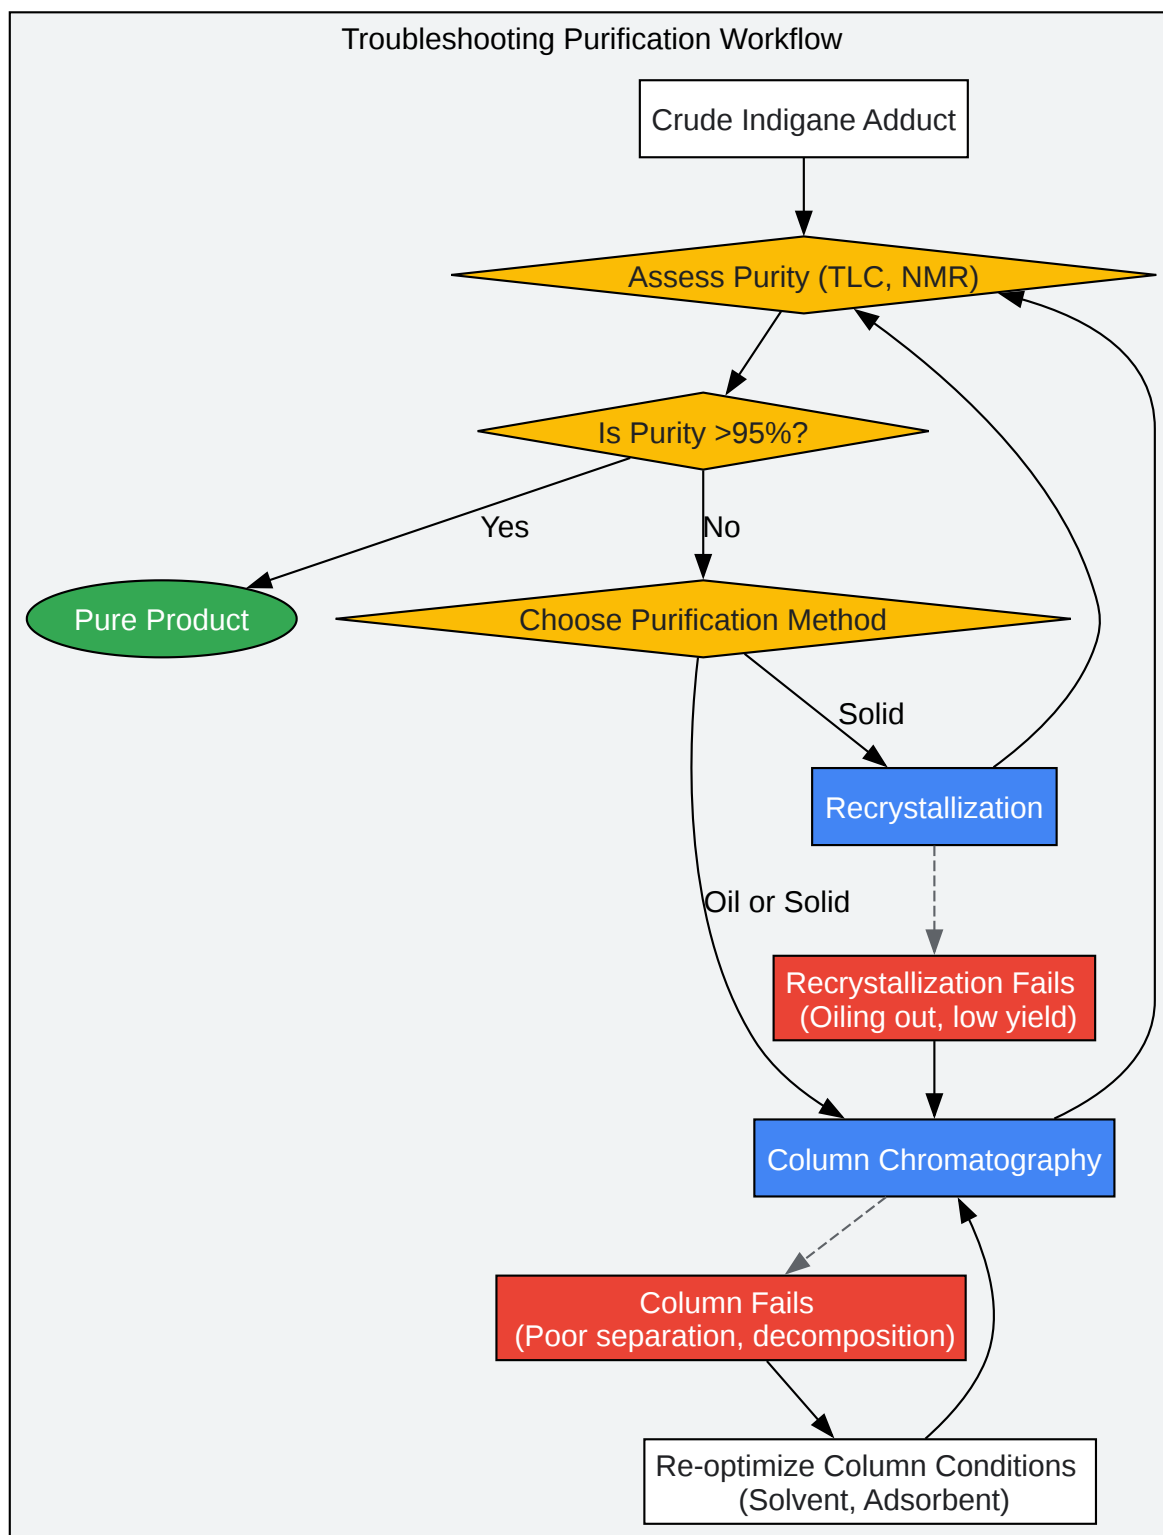 Troubleshooting Purification Workflow
Crude Indigane Adduct
Assess Purity (TLC, NMR)
Is Purity >95%?
Yes
No
Pure Product
Choose Purification Method
Solid
Recrystallization
Oil or Solid
Recrystallization Fails
(Oiling out, low yield)
Column Chromatography
Column Fails
(Poor separation, decomposition)
Re-optimize Column Conditions
(Solvent, Adsorbent)